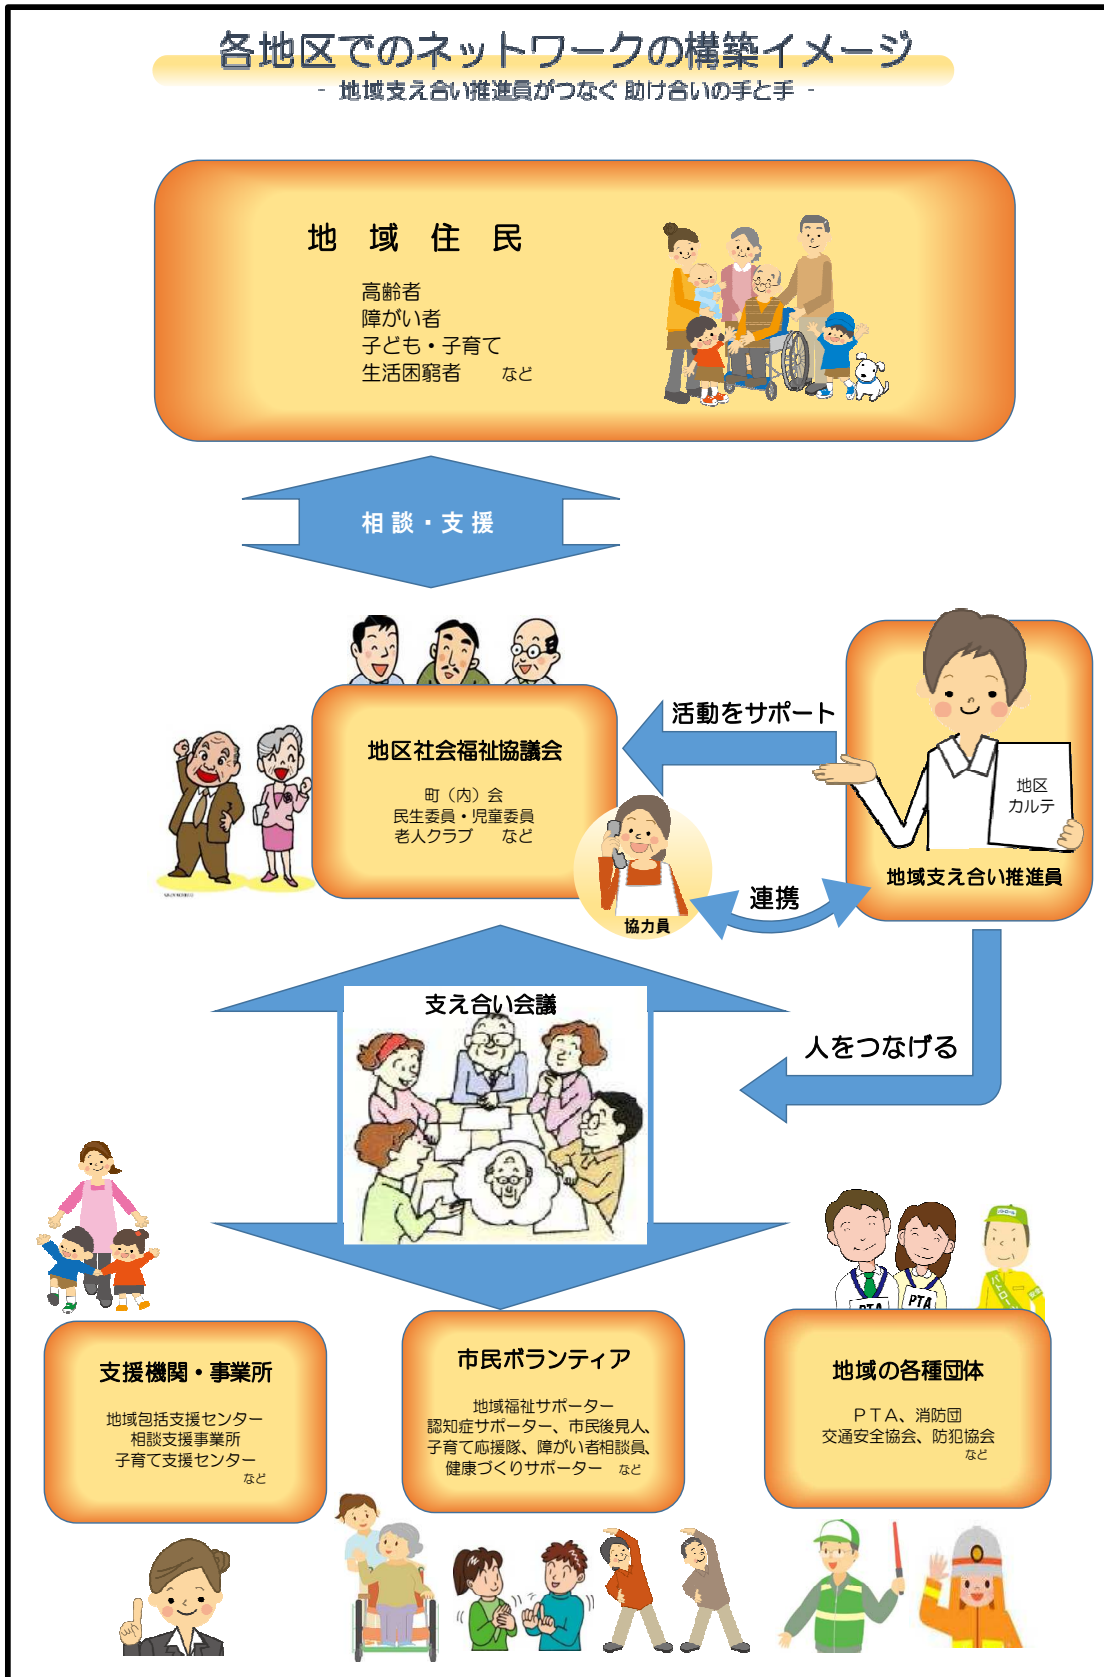 各地区でのネットワークの構築イメージ
- 地域支え合い推進員がつなぐ 助け合いの手と手 -
地 域 住 民
高齢者
障がい者
子ども・子育て
生活困窮者 など
相談・支援
活動をサポート
地区社会福祉協議会
町（内）会
民生委員・児童委員
老人クラブ など
地区
カルテ
地域支え合い推進員
連携
協力員
支え合い会議
人をつなげる
PTA
PTA
支援機関・事業所
地域包括支援センター
相談支援事業所
子育て支援センター
など
市民ボランティア
地域福祉サポーター
認知症サポーター、市民後見人、
子育て応援隊、障がい者相談員、
健康づくりサポーター など
地域の各種団体
ＰＴＡ、消防団
交通安全協会、防犯協会
など